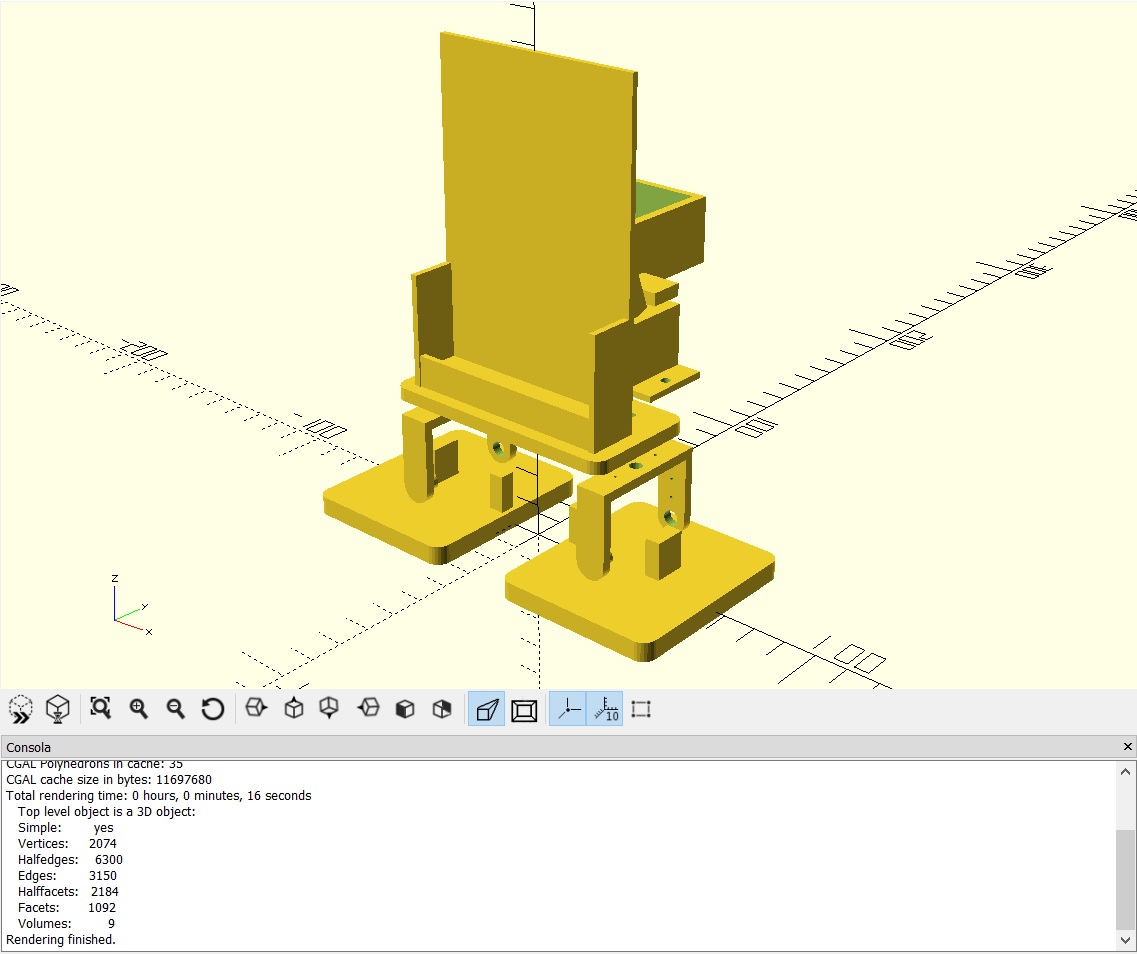 Z
Y
X
10
Consola
CGAL Polyhedrons in cache: 35
CGAL cache size in bytes: 11697680
Total rendering time: 0 hours, 0 minutes, 16 seconds
Top level object is a 3D object:
Simple: yes
Vertices: 2074
Halfedges: 6300
Edges: 3150
Halffacets: 2184
Facets: 1092
Volumes: 9
Rendering finished.